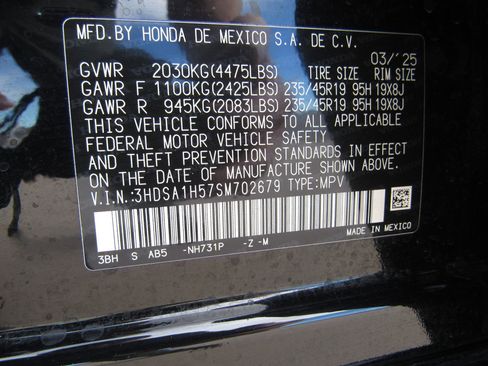 MFD.BY HONDA DE MEXICO S.A. DE C.V.
03/'25
GVWR 2030KG(4475LBS) TIRE SIZE RIM SIZE
GAWR F 1100KG(2425LBS) 235/45R19 95H 19X8J
GAWR R 945KG(2083LBS) 235/45R19 95H 19X8J
THIS VEHICLE CONFORMS TO ALL APPLICABLE
FEDERAL MOTOR VEHICLE SAFETY
AND THEFT PREVENTION STANDARDS IN EFFECT
ON THE DATE OF MANUFACTURE SHOWN ABOVE.
V.I.N.:3HDSA1H57SM702679 TYPE:MPV
3BH S AB5 -NH731P -Z -M
MADE IN MEXICO